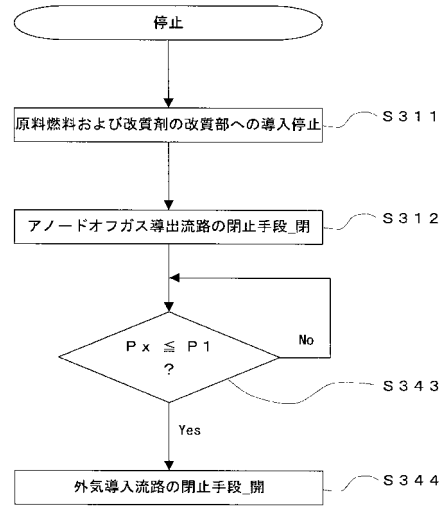 停止
原料燃料および改質剤の改質部への導入停止
S311
アノードオフガス導出流路の閉止手段_閉
S312
Px ≦ P1
?
No
S343
Yes
外気導入流路の閉止手段_開
S344